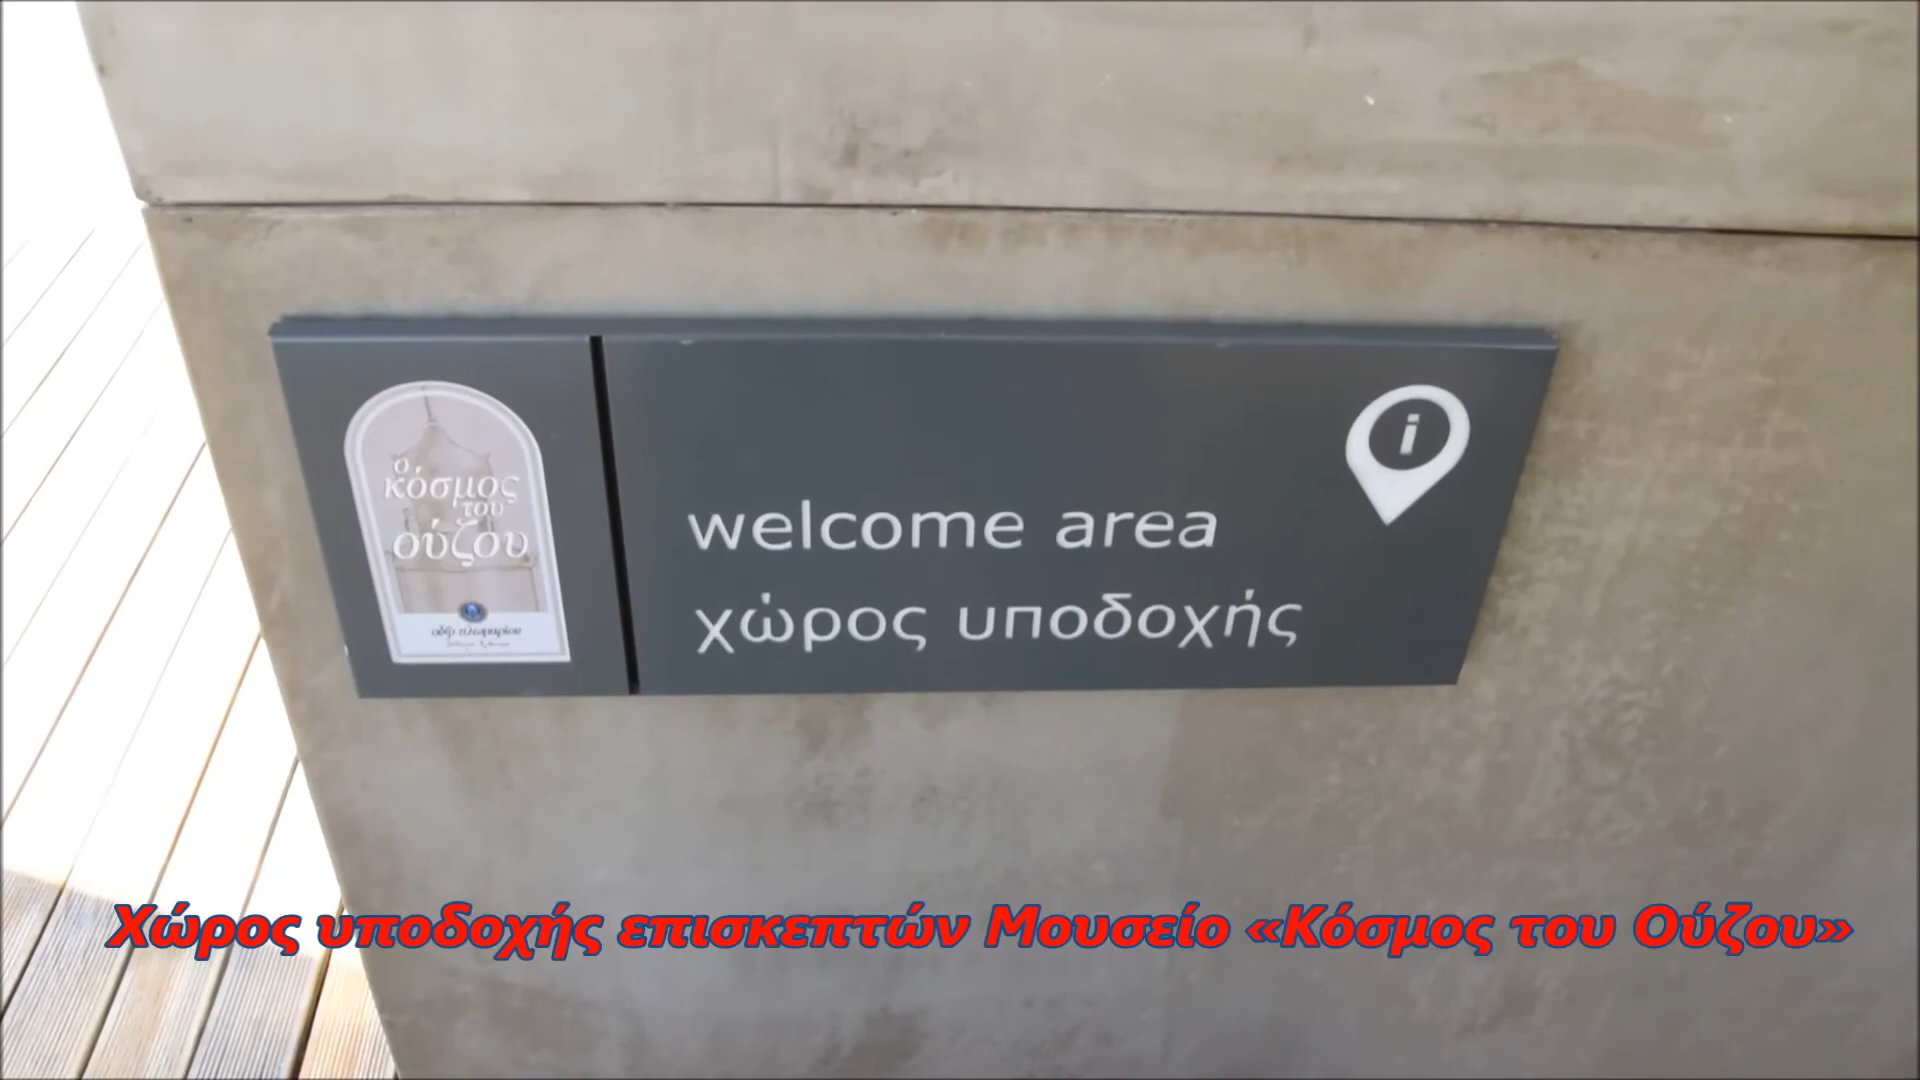 ο
κόσμος
του
ούζου
welcome area
i
χώρος υποδοχής
Χώρος υποδοχής επισκεπτών Μουσείο «Κόσμος του Ούζου»